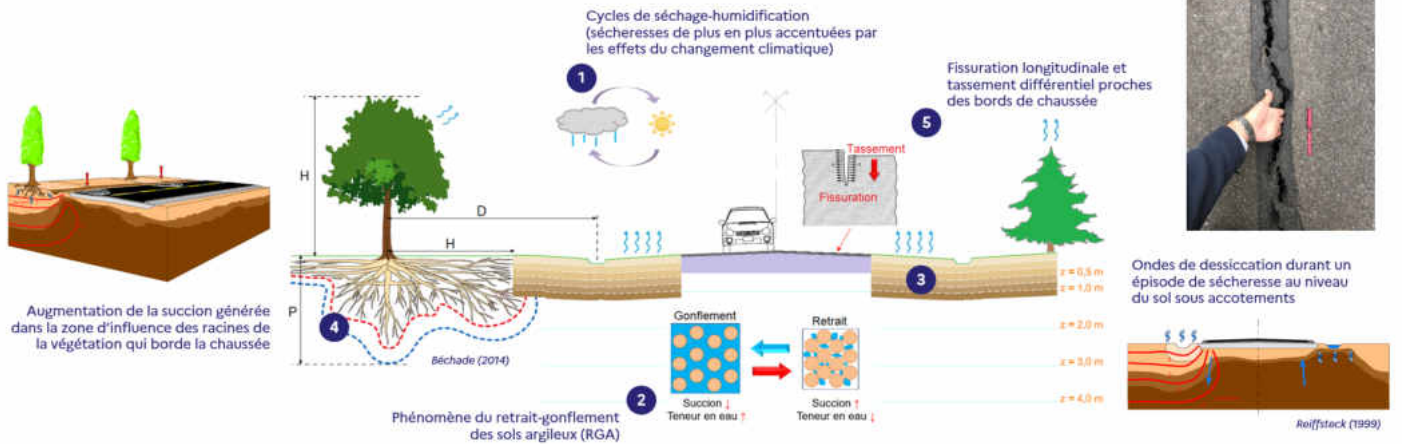 Cycles de séchage-humidification
(sécheresses de plus en plus accentuées par
les effets du changement climatique)
1
Fissuration longitudinale et
tassement différentiel proches
des bords de chaussée
5
Tassement
Fissuration
H
D
H
P
3
z = 0,5 m
z = 1,0 m
z = 2,0 m
z = 3,0 m
z = 4,0 m
Augmentation de la succion générée
dans la zone d'influence des racines de
la végétation qui borde la chaussée
4
Béchade (2014)
Gonflement
Retrait
Succion ↓
Teneur en eau ↑
Succion ↑
Teneur en eau ↓
2
Phénomène du retrait-gonflement
des sols argileux (RGA)
Ondes de dessiccation durant un
épisode de sécheresse au niveau
du sol sous accotements
Reiffsteck (1999)